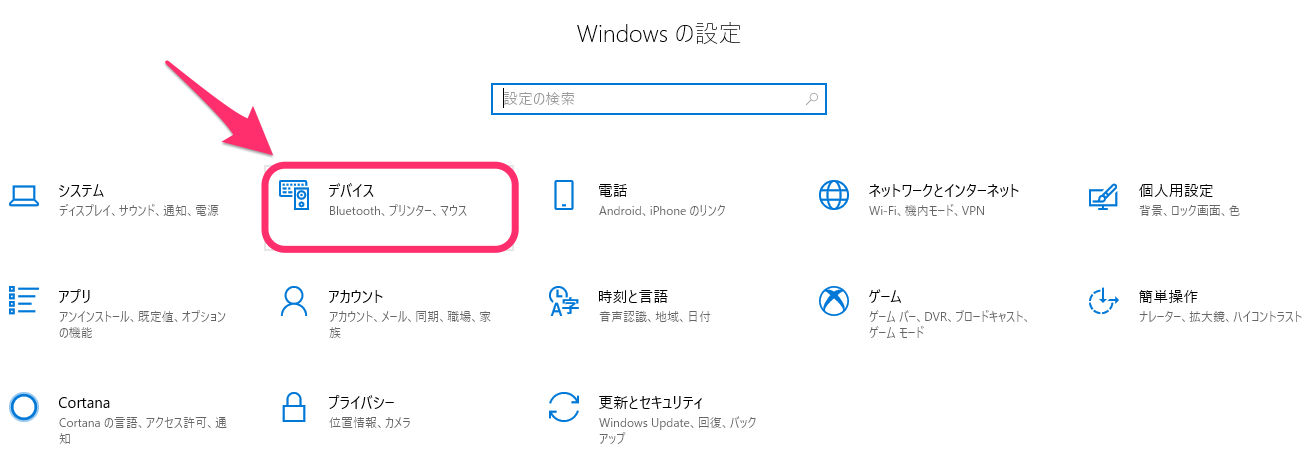 Windows の設定
設定の検索
システム
ディスプレイ、サウンド、通知、電源
デバイス
Bluetooth、プリンター、マウス
電話
Android、iPhone のリンク
ネットワークとインターネット
Wi-Fi、機内モード、VPN
個人用設定
背景、ロック画面、色
アプリ
アンインストール、既定値、オプション
の機能
アカウント
アカウント、メール、同期、職場、家
族
時刻と言語
音声認識、地域、日付
ゲーム
ゲーム バー、DVR、ブロードキャスト、
ゲーム モード
簡単操作
ナレーター、拡大鏡、ハイコントラスト
Cortana
Cortana の言語、アクセス許可、通
知
プライバシー
位置情報、カメラ
更新とセキュリティ
Windows Update、回復、バック
アップ